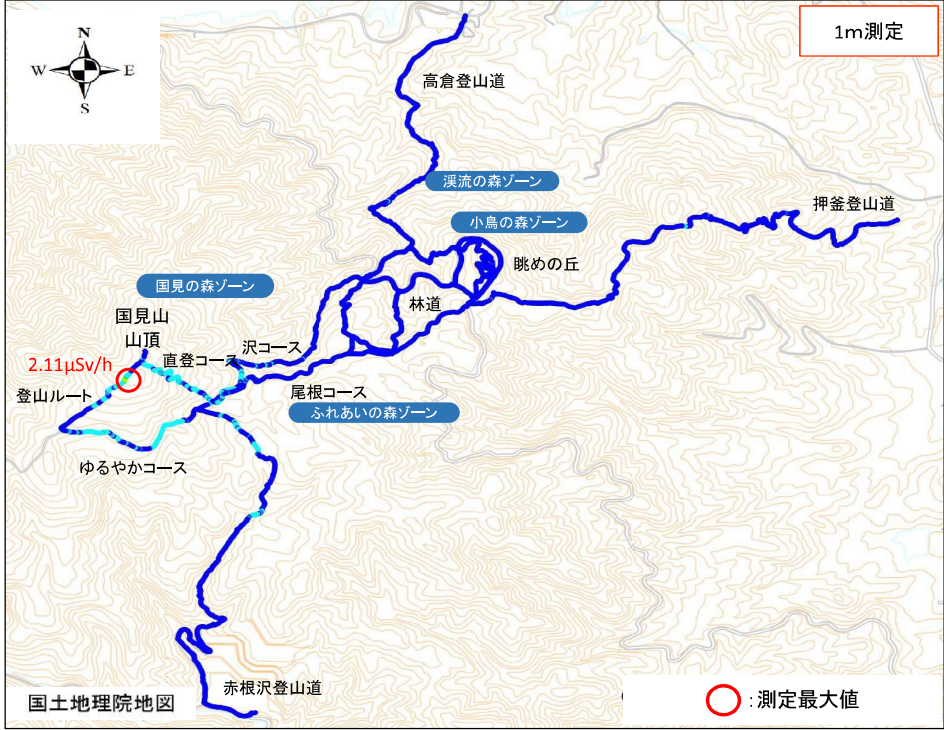 1m測定
N
W
E
S
高倉登山道
渓流の森ゾーン
押釜登山道
小鳥の森ゾーン
眺めの丘
国見の森ゾーン
林道
国見山
山頂
沢コース
直登コース
2.11μSv/h
登山ルート
尾根コース
ふれあいの森ゾーン
ゆるやかコース
赤根沢登山道
国土地理院地図
:測定最大値